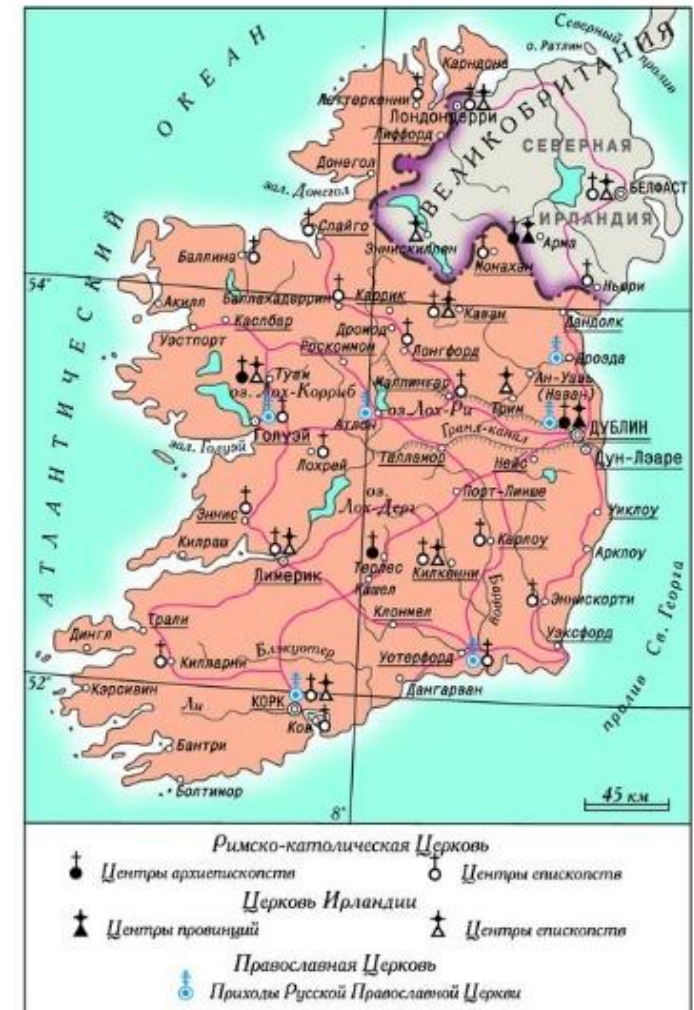 Северный
пролив
о. Ратлин
Карндона
Леттеркенни
Лондондерри
Лиффорд
Донегол
зал. Донегол
ВЕЛИКОБРИТАНИЯ
СЕВЕРНАЯ
ИРЛАНДИЯ
БЕЛФАСТ
АТЛАНТИЧЕСКИЙ
ОКЕАН
Слайго
Эннискиллен
Арма
Монахан
Ньюри
Баллина
54°
Акилл
Баллахадеррин
Каррик
Каван
Дандолк
Каслбар
Уэстпорт
Дромод
Роскоммон
Лонгфорд
Дроэда
Туам
оз. Лох-Корриб
Маллингар
Ан-Уавь
(Наван)
Трим
Атлон
оз. Лох-Ри
Голуэй
зал. Голуэй
Гранд-канал
ДУБЛИН
Дун-Лэаре
Лохрей
Талламор
Нейс
оз.
Лох-Дерг
Порт-Лишие
Эннис
Уиклоу
Килраш
Лимерик
Терлес
Карлоу
Арклоу
Килкенни
Кашел
Барроу
Эннискорти
Трали
Клонмел
Дингл
Уэксфорд
Килларни
Блэкуотер
Уотерфорд
52°
Кэрсивин
Ли
КОРК
Дангарван
Ков
пролив Св. Георга
Бантри
Болтимор
8°
45 км
Римско-католическая Церковь
Центры архиепископств
Центры епископств
Церковь Ирландии
Центры провинций
Центры епископств
Православная Церковь
Приходы Русской Православной Церкви